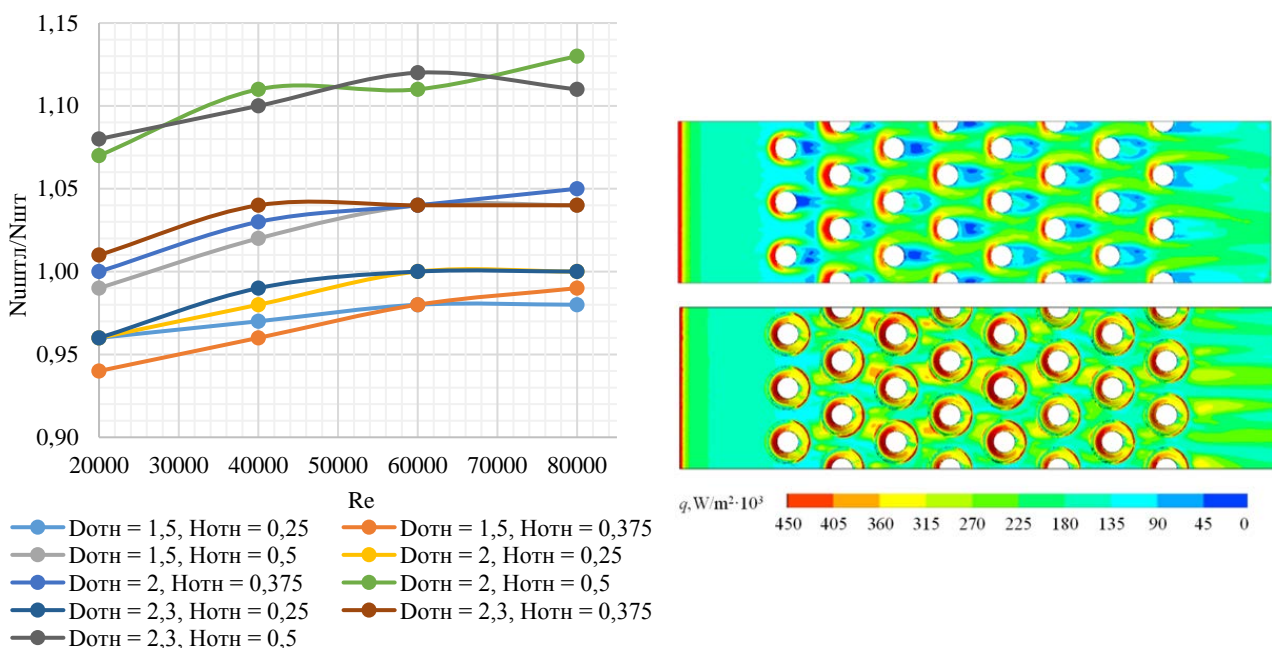 1,15
1,10
1,05
1,00
0,95
0,90
Nuштл/Nшт
20000 30000 40000 50000 60000 70000 80000
Re
Dотн = 1,5, Hотн = 0,25
Dотн = 1,5, Hотн = 0,375
Dотн = 1,5, Hотн = 0,5
Dотн = 2, Hотн = 0,25
Dотн = 2, Hотн = 0,375
Dотн = 2, Hотн = 0,5
Dотн = 2,3, Hотн = 0,25
Dотн = 2,3, Hотн = 0,375
Dотн = 2,3, Hотн = 0,5
q, W/m²·10³
450 405 360 315 270 225 180 135 90 45 0